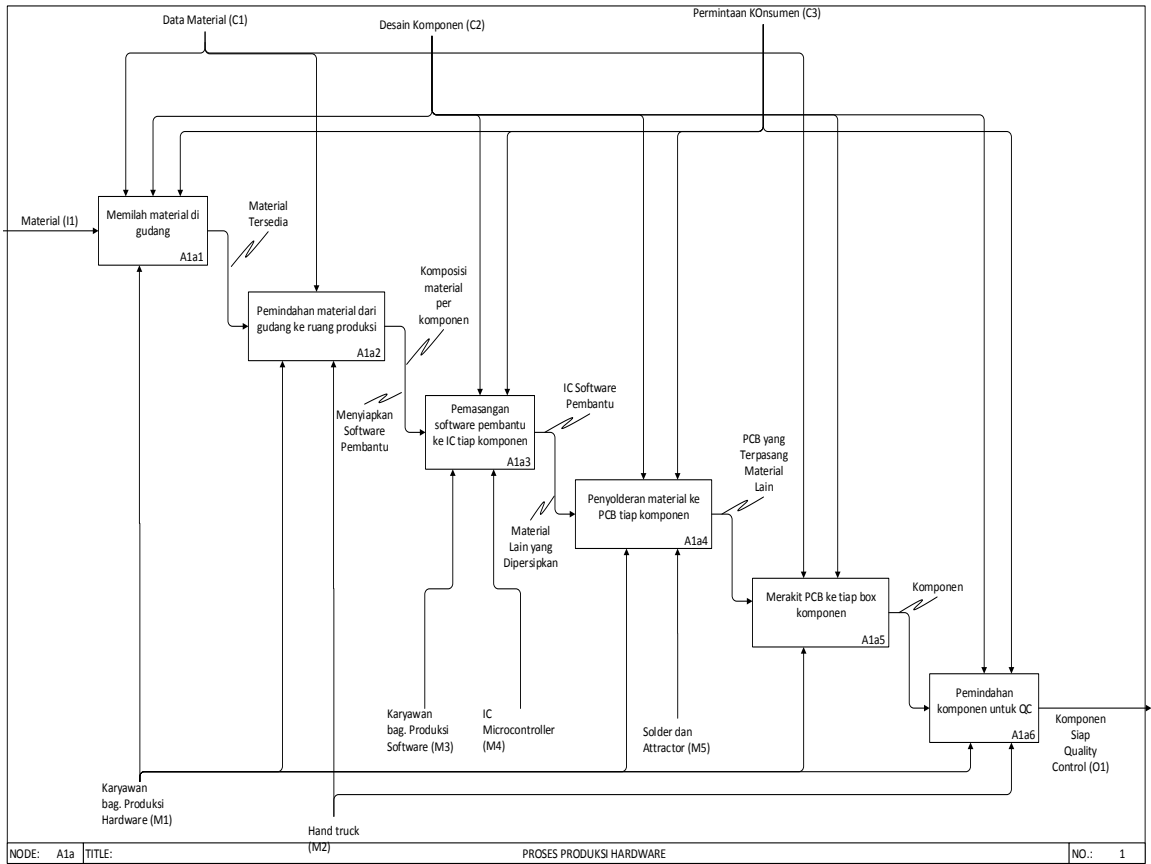 Data Material (C1)
Desain Komponen (C2)
Permintaan KOnsumen (C3)
Material (I1)
Memilah material di
gudang
A1a1
Material
Tersedia
Pemindahan material dari
gudang ke ruang produksi
A1a2
Komposisi
material
per
komponen
Menyiapkan
Software
Pembantu
Pemasangan
software pembantu
ke IC tiap komponen
A1a3
IC Software
Pembantu
Material
Lain yang
Dipersipkan
Penyolderan material ke
PCB tiap komponen
A1a4
PCB yang
Terpasang
Material
Lain
Merakit PCB ke tiap box
komponen
A1a5
Komponen
Pemindahan
komponen untuk QC
A1a6
Komponen
Siap
Quality
Control (O1)
Karyawan
bag. Produksi
Software (M3)
IC
Microcontroller
(M4)
Solder dan
Attractor (M5)
Karyawan
bag. Produksi
Hardware (M1)
Hand truck
(M2)
NODE: A1a TITLE: PROSES PRODUKSI HARDWARE NO.: 1